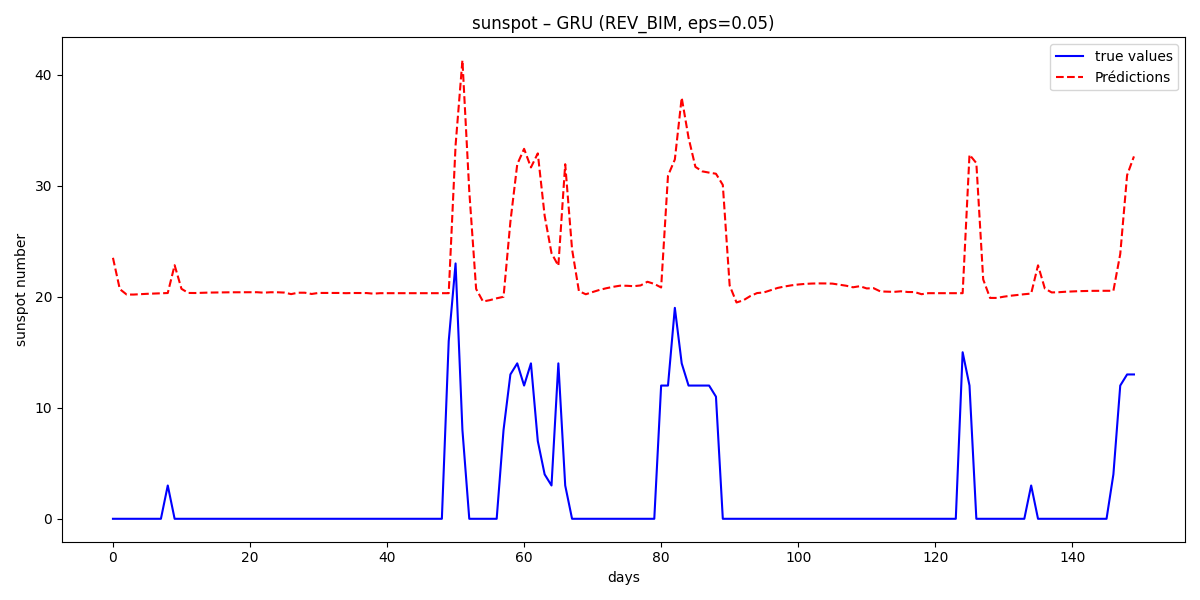 sunspot – GRU (REV_BIM, eps=0.05)
true values
Prédictions
sunspot number
40
30
20
10
0
0 20 40 60 80 100 120 140
days